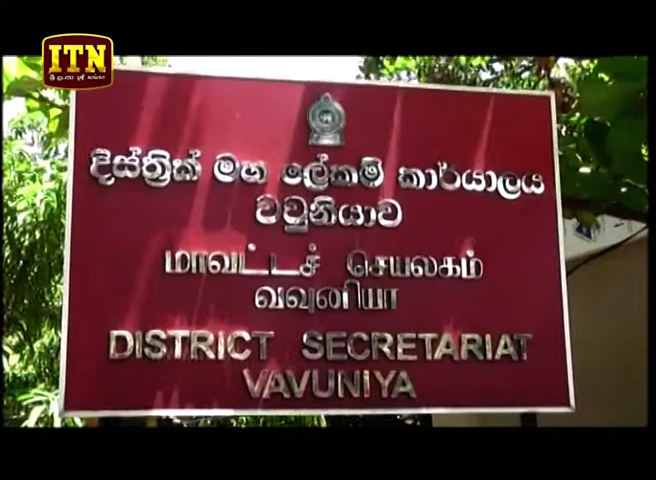 ITN
දිස්ත්‍රික් මහ ලේකම් කාර්යාලය
වවුනියාව
மாவட்டச் செயலகம்
வவுனியா
DISTRICT SECRETARIAT
VAVUNIYA